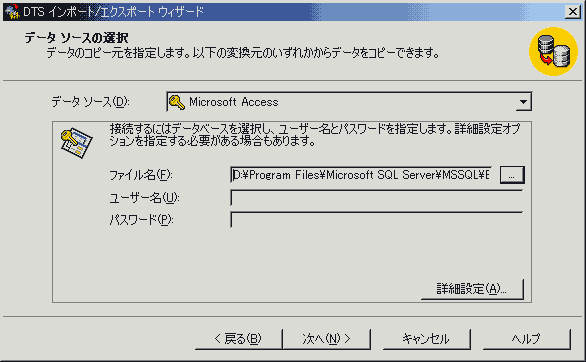 DTS インポート/エクスポート ウィザード
データ ソースの選択
データのコピー元を指定します。以下の変換元のいずれかからデータをコピーできます。
データ ソース(D):
Microsoft Access
接続するにはデータベースを選択し、ユーザー名とパスワードを指定します。詳細設定オプ
ションを指定する必要がある場合もあります。
ファイル名(F):
D:¥Program Files¥Microsoft SQL Server¥MSSQL¥E
...
ユーザー名(U):
パスワード(P):
詳細設定(A)...
< 戻る(B)
次へ(N) >
キャンセル
ヘルプ